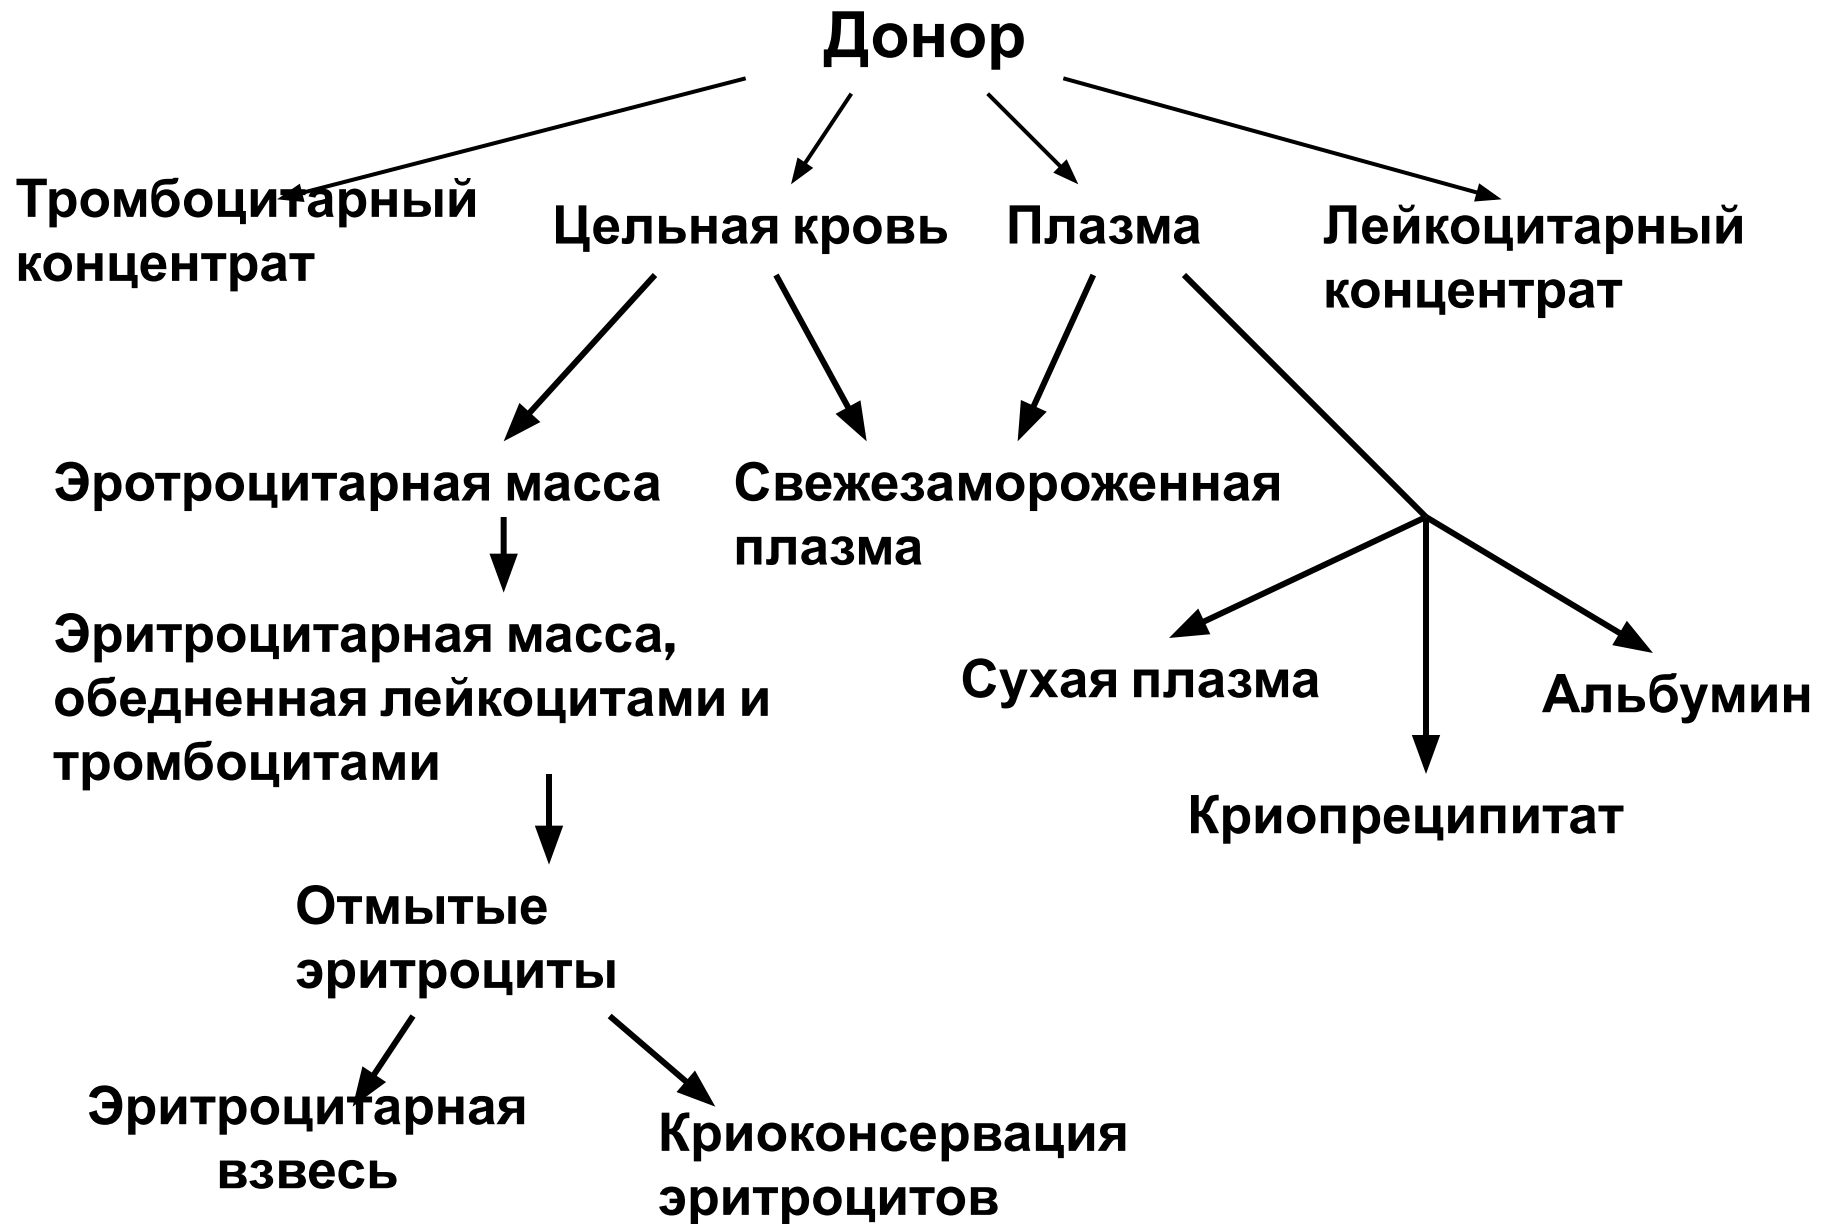 Донор
Тромбоцитарный
концентрат
Цельная кровь
Плазма
Лейкоцитарный
концентрат
Эротроцитарная масса
Свежезамороженная
плазма
Эритроцитарная масса,
обедненная лейкоцитами и
тромбоцитами
Сухая плазма
Альбумин
Криопреципитат
Отмытые
эритроциты
Эритроцитарная
взвесь
Криоконсервация
эритроцитов